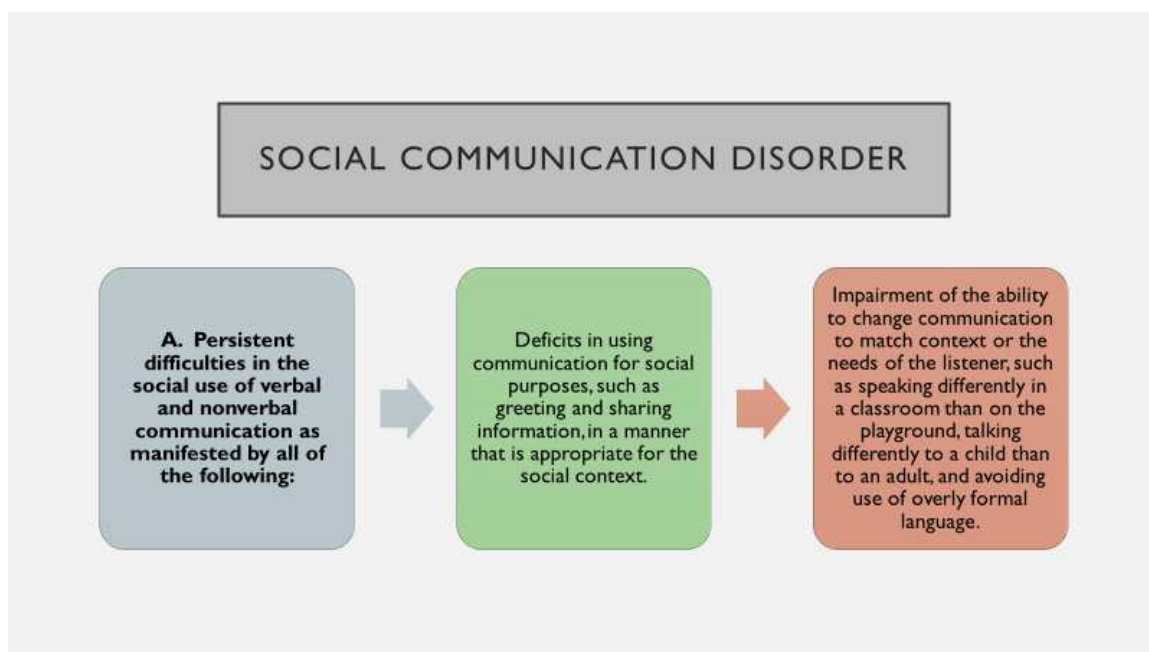 SOCIAL COMMUNICATION DISORDER
A. Persistent
difficulties in the
social use of verbal
and nonverbal
communication as
manifested by all of
the following:
Deficits in using
communication for social
purposes, such as
greeting and sharing
information, in a manner
that is appropriate for the
social context.
Impairment of the ability
to change communication
to match context or the
needs of the listener, such
as speaking differently in
a classroom than on the
playground, talking
differently to a child than
to an adult, and avoiding
use of overly formal
language.